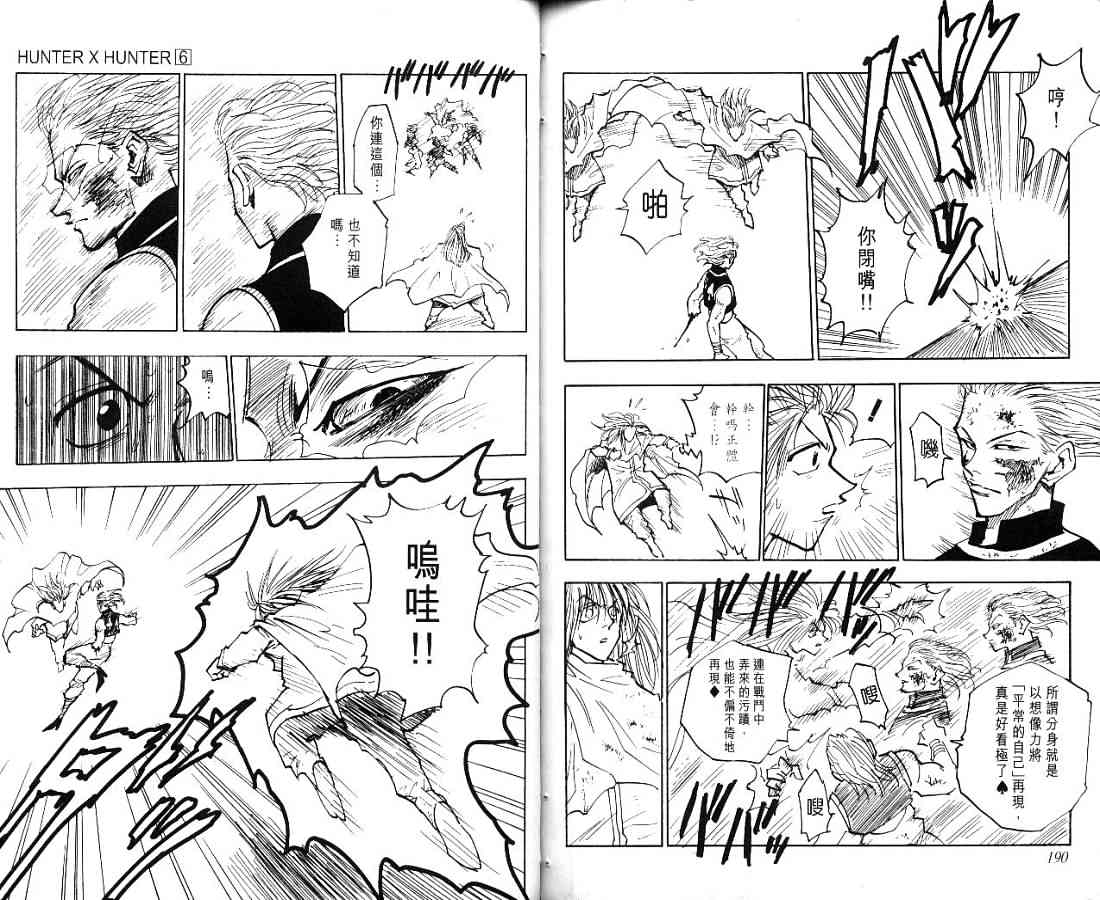 HUNTER X HUNTER 6
哼！
你閉嘴!!
啪
嘰
！
幹…
幹嗎正體
會…!?
所謂分身就是
以想像力將
「平常的自己」再現，
真是好看極了♠
嗖
嗖
連在戰鬥中
弄來的污蹟，
也能不偏不倚地
再現♦
190
你連這個…
也不知道
嗎…
嗚…
嗚哇!!